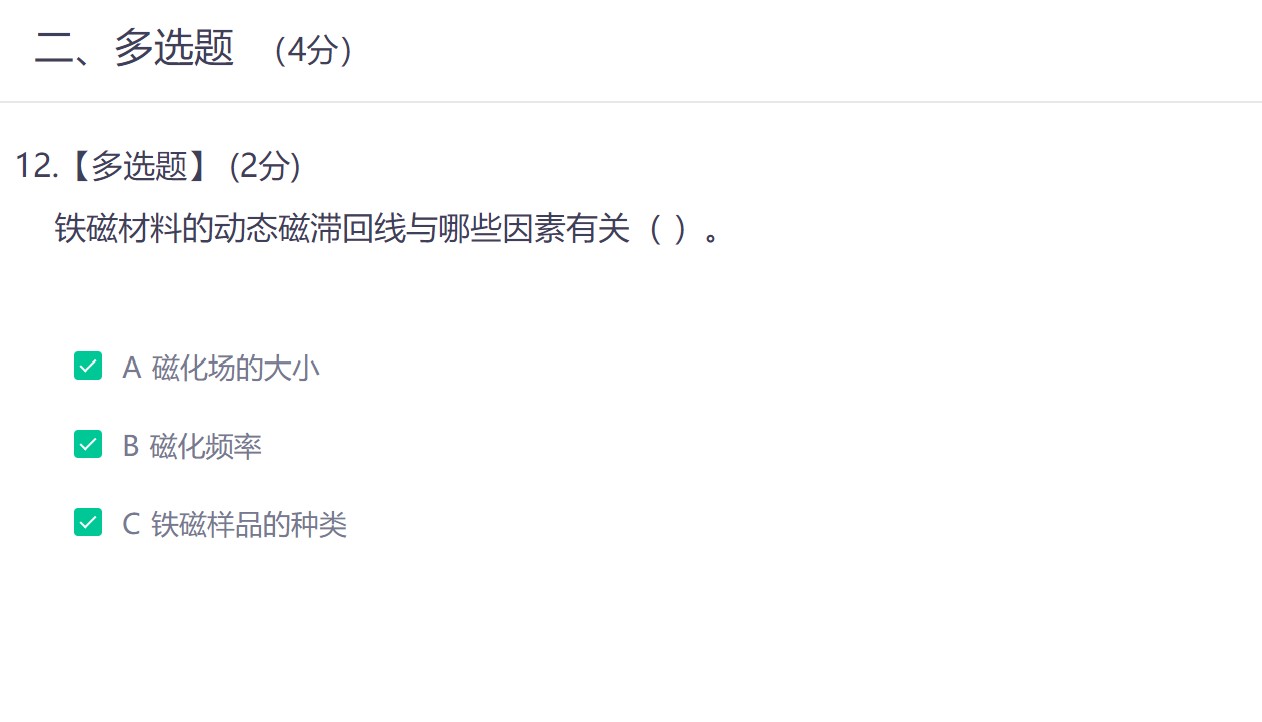 二、多选题 （4分）
12.【多选题】 (2分)
铁磁材料的动态磁滞回线与哪些因素有关（ ）。
A 磁化场的大小
B 磁化频率
C 铁磁样品的种类